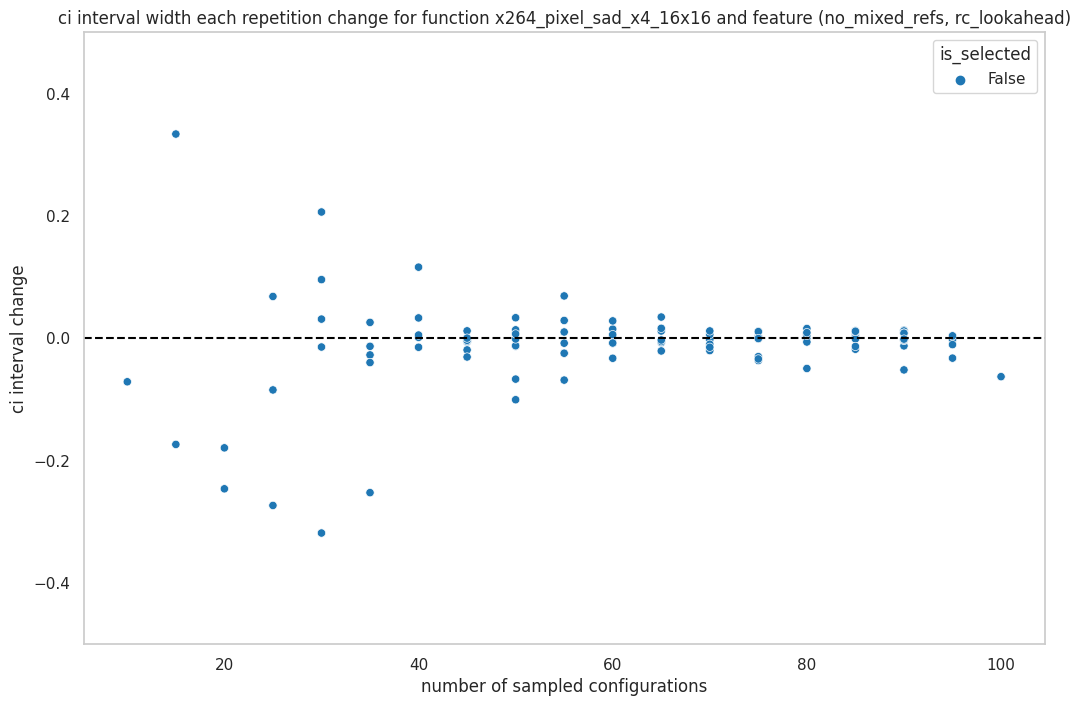 ci interval width each repetition change for function x264_pixel_sad_x4_16x16 and feature (no_mixed_refs, rc_lookahead)
is_selected
False
0.4
0.2
0.0
−0.2
−0.4
ci interval change
20
40
60
80
100
number of sampled configurations